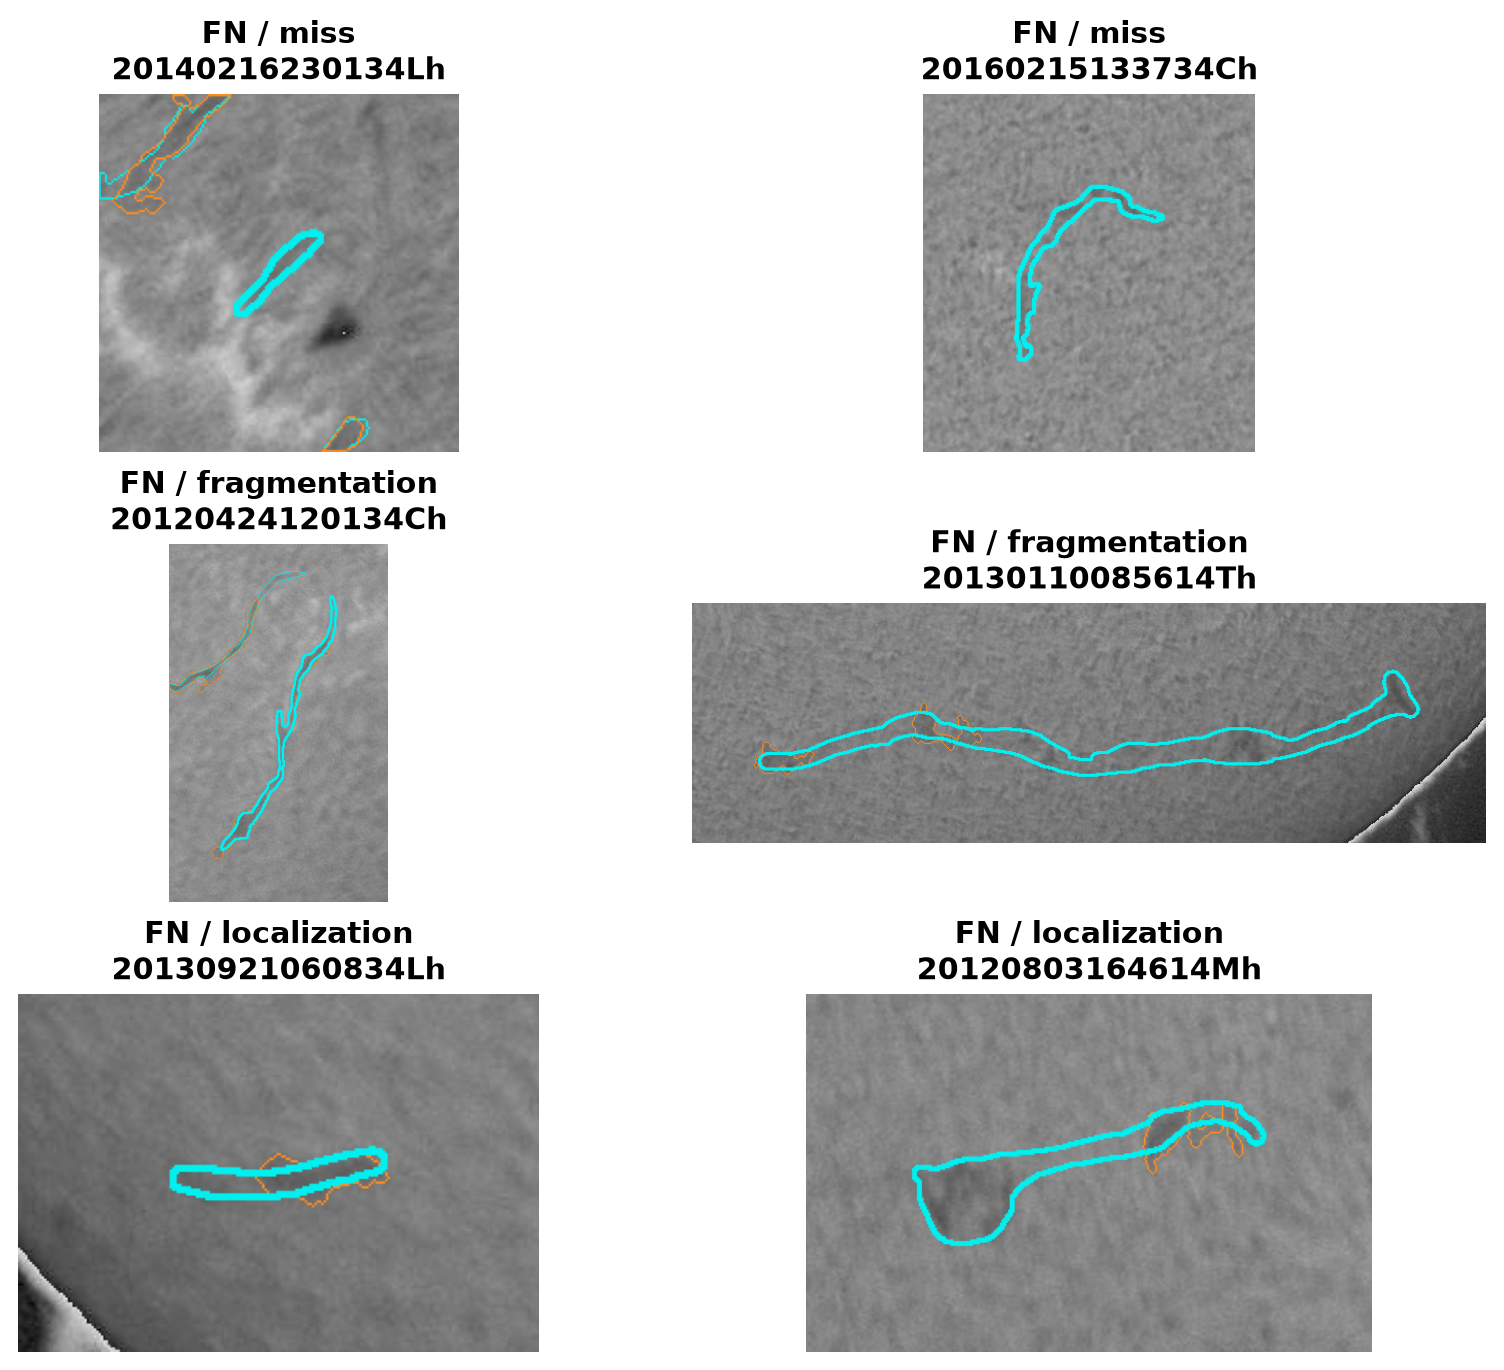 FN / miss
20140216230134Lh
FN / miss
20160215133734Ch
FN / fragmentation
20120424120134Ch
FN / fragmentation
20130110085614Th
FN / localization
20130921060834Lh
FN / localization
20120803164614Mh